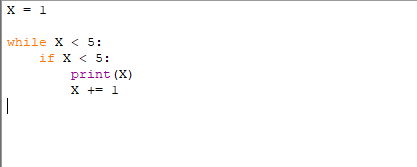 X = 1
while X < 5:
    if X < 5:
        print(X)
        X += 1